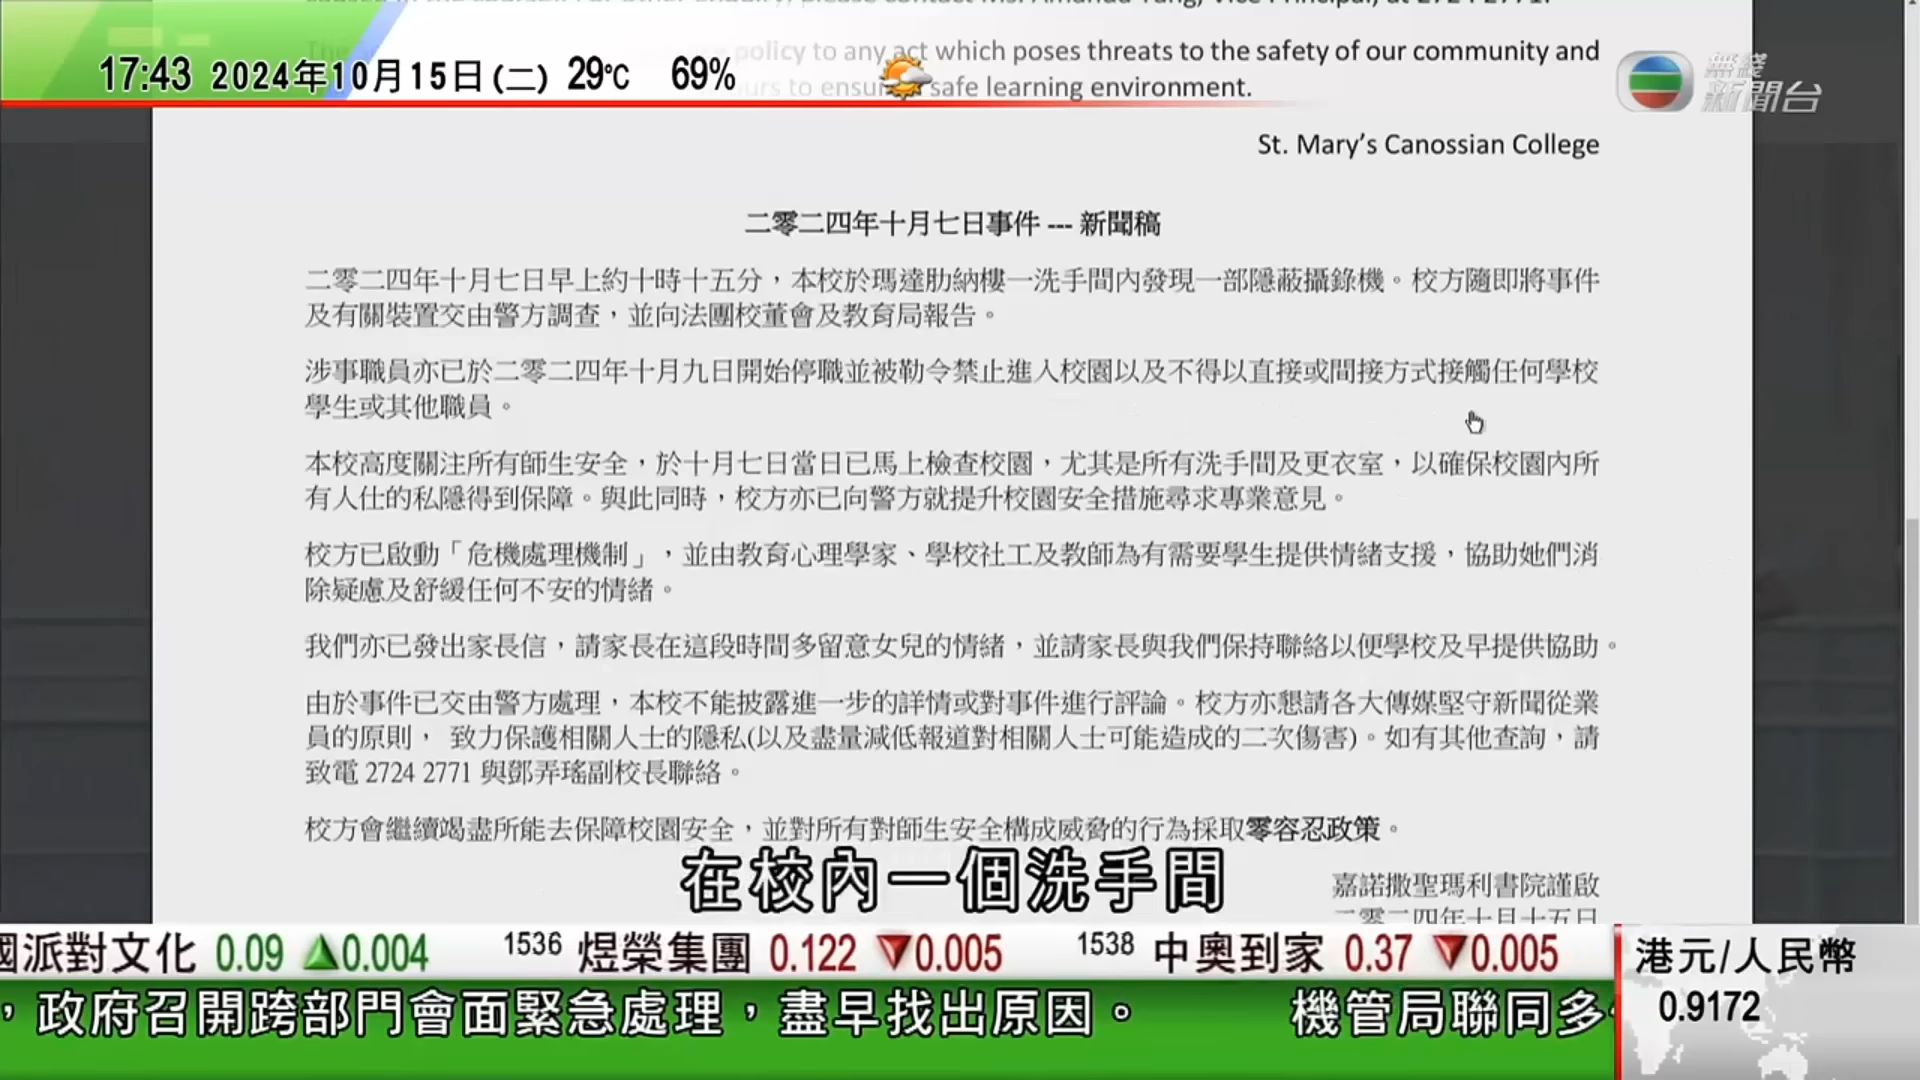 17:43 2024年10月15日(二) 29℃ 69%
無綫
新聞台
policy to any act which poses threats to the safety of our community and
to ensure safe learning environment.
St. Mary's Canossian College
二零二四年十月七日事件 --- 新聞稿
二零二四年十月七日早上約十時十五分，本校於瑪達肋納樓一洗手間內發現一部隱蔽攝錄機。校方隨即將事件
及有關裝置交由警方調查，並向法團校董會及教育局報告。
涉事職員亦已於二零二四年十月九日開始停職並被勒令禁止進入校園以及不得以直接或間接方式接觸任何學校
學生或其他職員。
本校高度關注所有師生安全，於十月七日當日已馬上檢查校園，尤其是所有洗手間及更衣室，以確保校園內所
有人仕的私隱得到保障。與此同時，校方亦已向警方就提升校園安全措施尋求專業意見。
校方已啟動「危機處理機制」，並由教育心理學家、學校社工及教師為有需要學生提供情緒支援，協助她們消
除疑慮及舒緩任何不安的情緒。
我們亦已發出家長信，請家長在這段時間多留意女兒的情緒，並請家長與我們保持聯絡以便學校及早提供協助。
由於事件已交由警方處理，本校不能披露進一步的詳情或對事件進行評論。校方亦懇請各大傳媒堅守新聞從業
員的原則， 致力保護相關人士的隱私(以及盡量減低報道對相關人士可能造成的二次傷害)。如有其他查詢，請
致電 2724 2771 與鄧弄瑤副校長聯絡。
校方會繼續竭盡所能去保障校園安全，並對所有對師生安全構成威脅的行為採取零容忍政策。
嘉諾撒聖瑪利書院謹啟
二零二四年十月十五日
在校內一個洗手間
國派對文化 0.09 ▲0.004 1536 煜榮集團 0.122 ▼0.005 1538 中奧到家 0.37 ▼0.005
港元/人民幣
0.9172
，政府召開跨部門會面緊急處理，盡早找出原因。 機管局聯同多